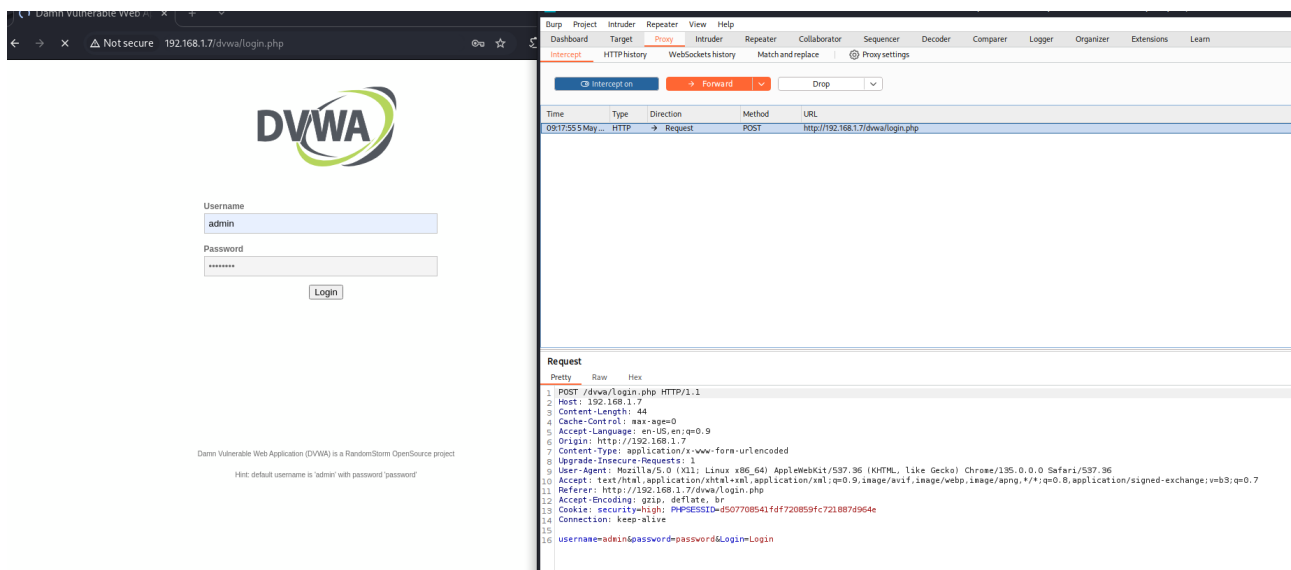 Damn Vulnerable Web A
Not secure 192.168.1.7/dvwa/login.php
DVWA
Username
admin
Password
••••••••
Login
Damn Vulnerable Web Application (DVWA) is a RandomStorm OpenSource project
Hint: default username is 'admin' with password 'password'
Burp Project Intruder Repeater View Help
Dashboard Target Proxy Intruder Repeater Collaborator Sequencer Decoder Comparer Logger Organizer Extensions Learn
Intercept HTTP history WebSockets history Match and replace Proxy settings
Intercept on Forward Drop
Time Type Direction Method URL
09:17:55 5 May ... HTTP → Request POST http://192.168.1.7/dvwa/login.php
Request
Pretty Raw Hex
1 POST /dvwa/login.php HTTP/1.1
2 Host: 192.168.1.7
3 Content-Length: 44
4 Cache-Control: max-age=0
5 Accept-Language: en-US,en;q=0.9
6 Origin: http://192.168.1.7
7 Content-Type: application/x-www-form-urlencoded
8 Upgrade-Insecure-Requests: 1
9 User-Agent: Mozilla/5.0 (X11; Linux x86_64) AppleWebKit/537.36 (KHTML, like Gecko) Chrome/135.0.0.0 Safari/537.36
10 Accept: text/html,application/xhtml+xml,application/xml;q=0.9,image/avif,image/webp,image/apng,*/*;q=0.8,application/signed-exchange;v=b3;q=0.7
11 Referer: http://192.168.1.7/dvwa/login.php
12 Accept-Encoding: gzip, deflate, br
13 Cookie: security=high; PHPSESSID=d507708541fdf720859fc721887d964e
14 Connection: keep-alive
15
16 username=admin&password=password&Login=Login